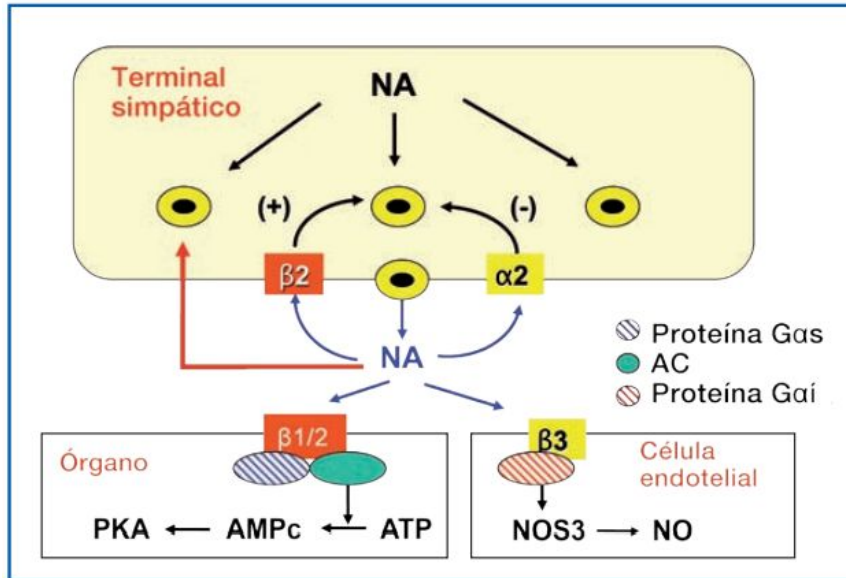 Terminal
simpático
NA
(+)
(-)
β2
α2
NA
Proteína Gαs
AC
Proteína Gαí
β1/2
β3
Órgano
Célula
endotelial
PKA
AMPc
ATP
NOS3
NO